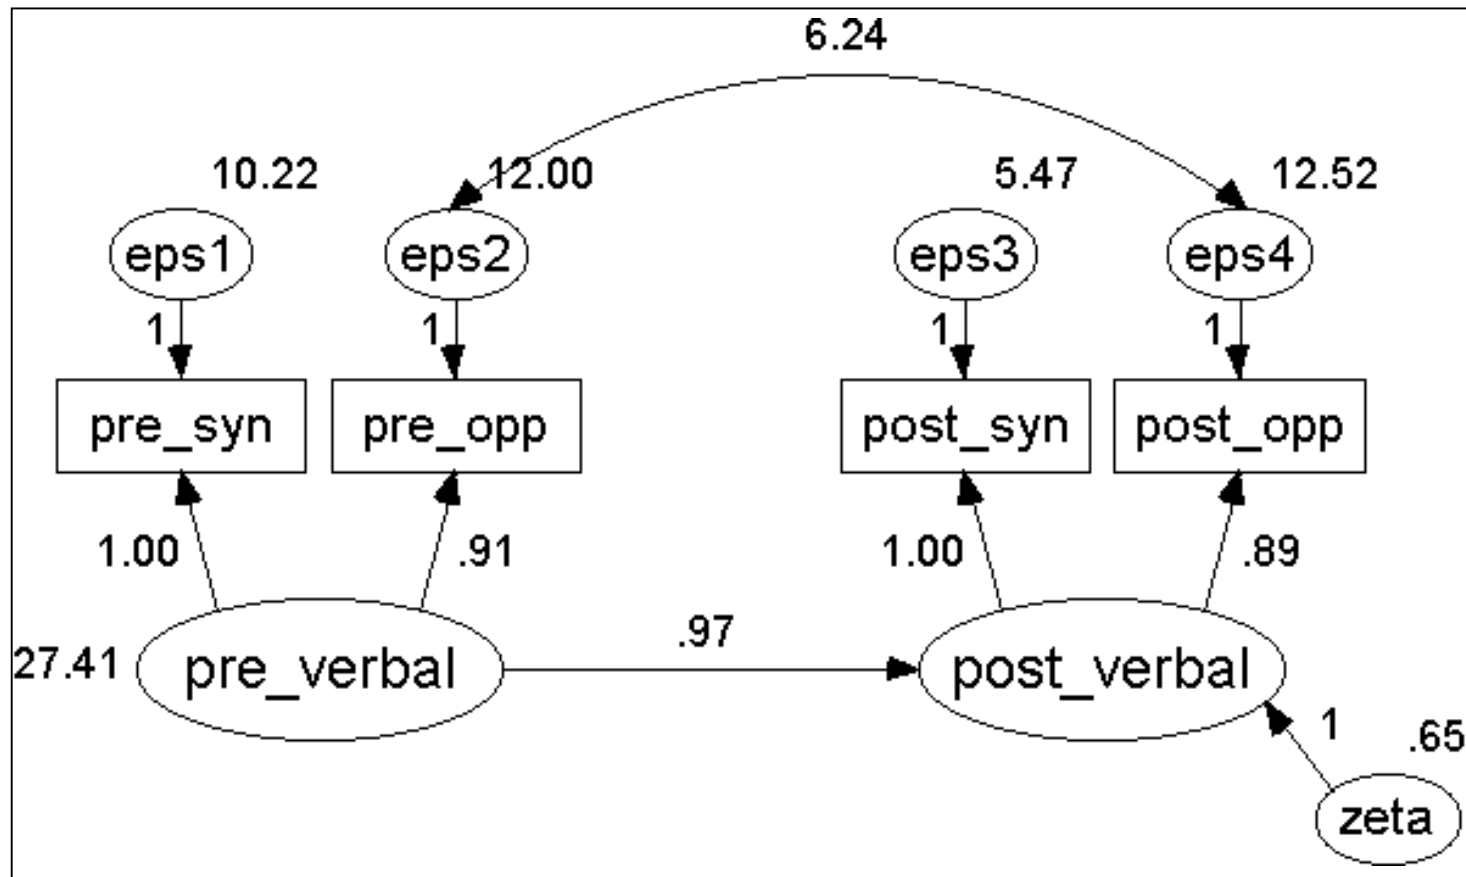 6.24
10.22 12.00 5.47 12.52
eps1 eps2 eps3 eps4
1 1 1 1
pre_syn pre_opp post_syn post_opp
1.00 .91 1.00 .89
.97
27.41 pre_verbal post_verbal
1 .65
zeta